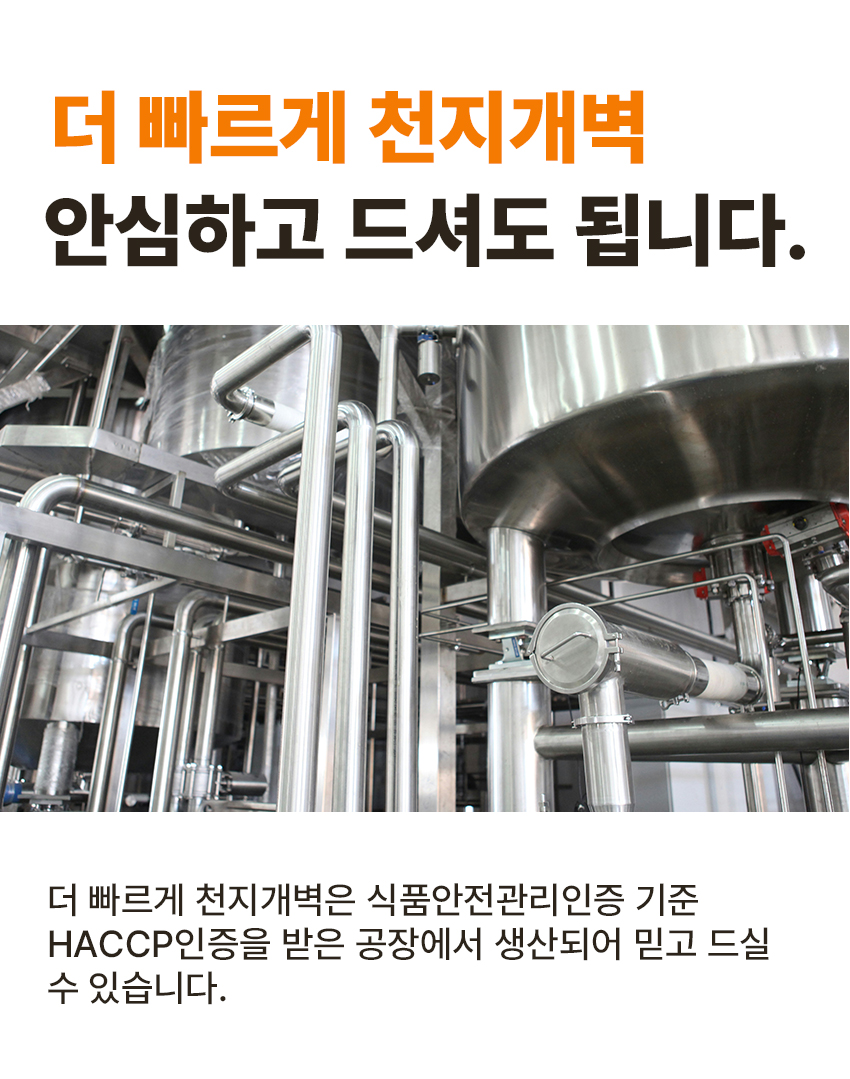 더 빠르게 천지개벽
안심하고 드셔도 됩니다.
더 빠르게 천지개벽은 식품안전관리인증 기준
HACCP인증을 받은 공장에서 생산되어 믿고 드실
수 있습니다.